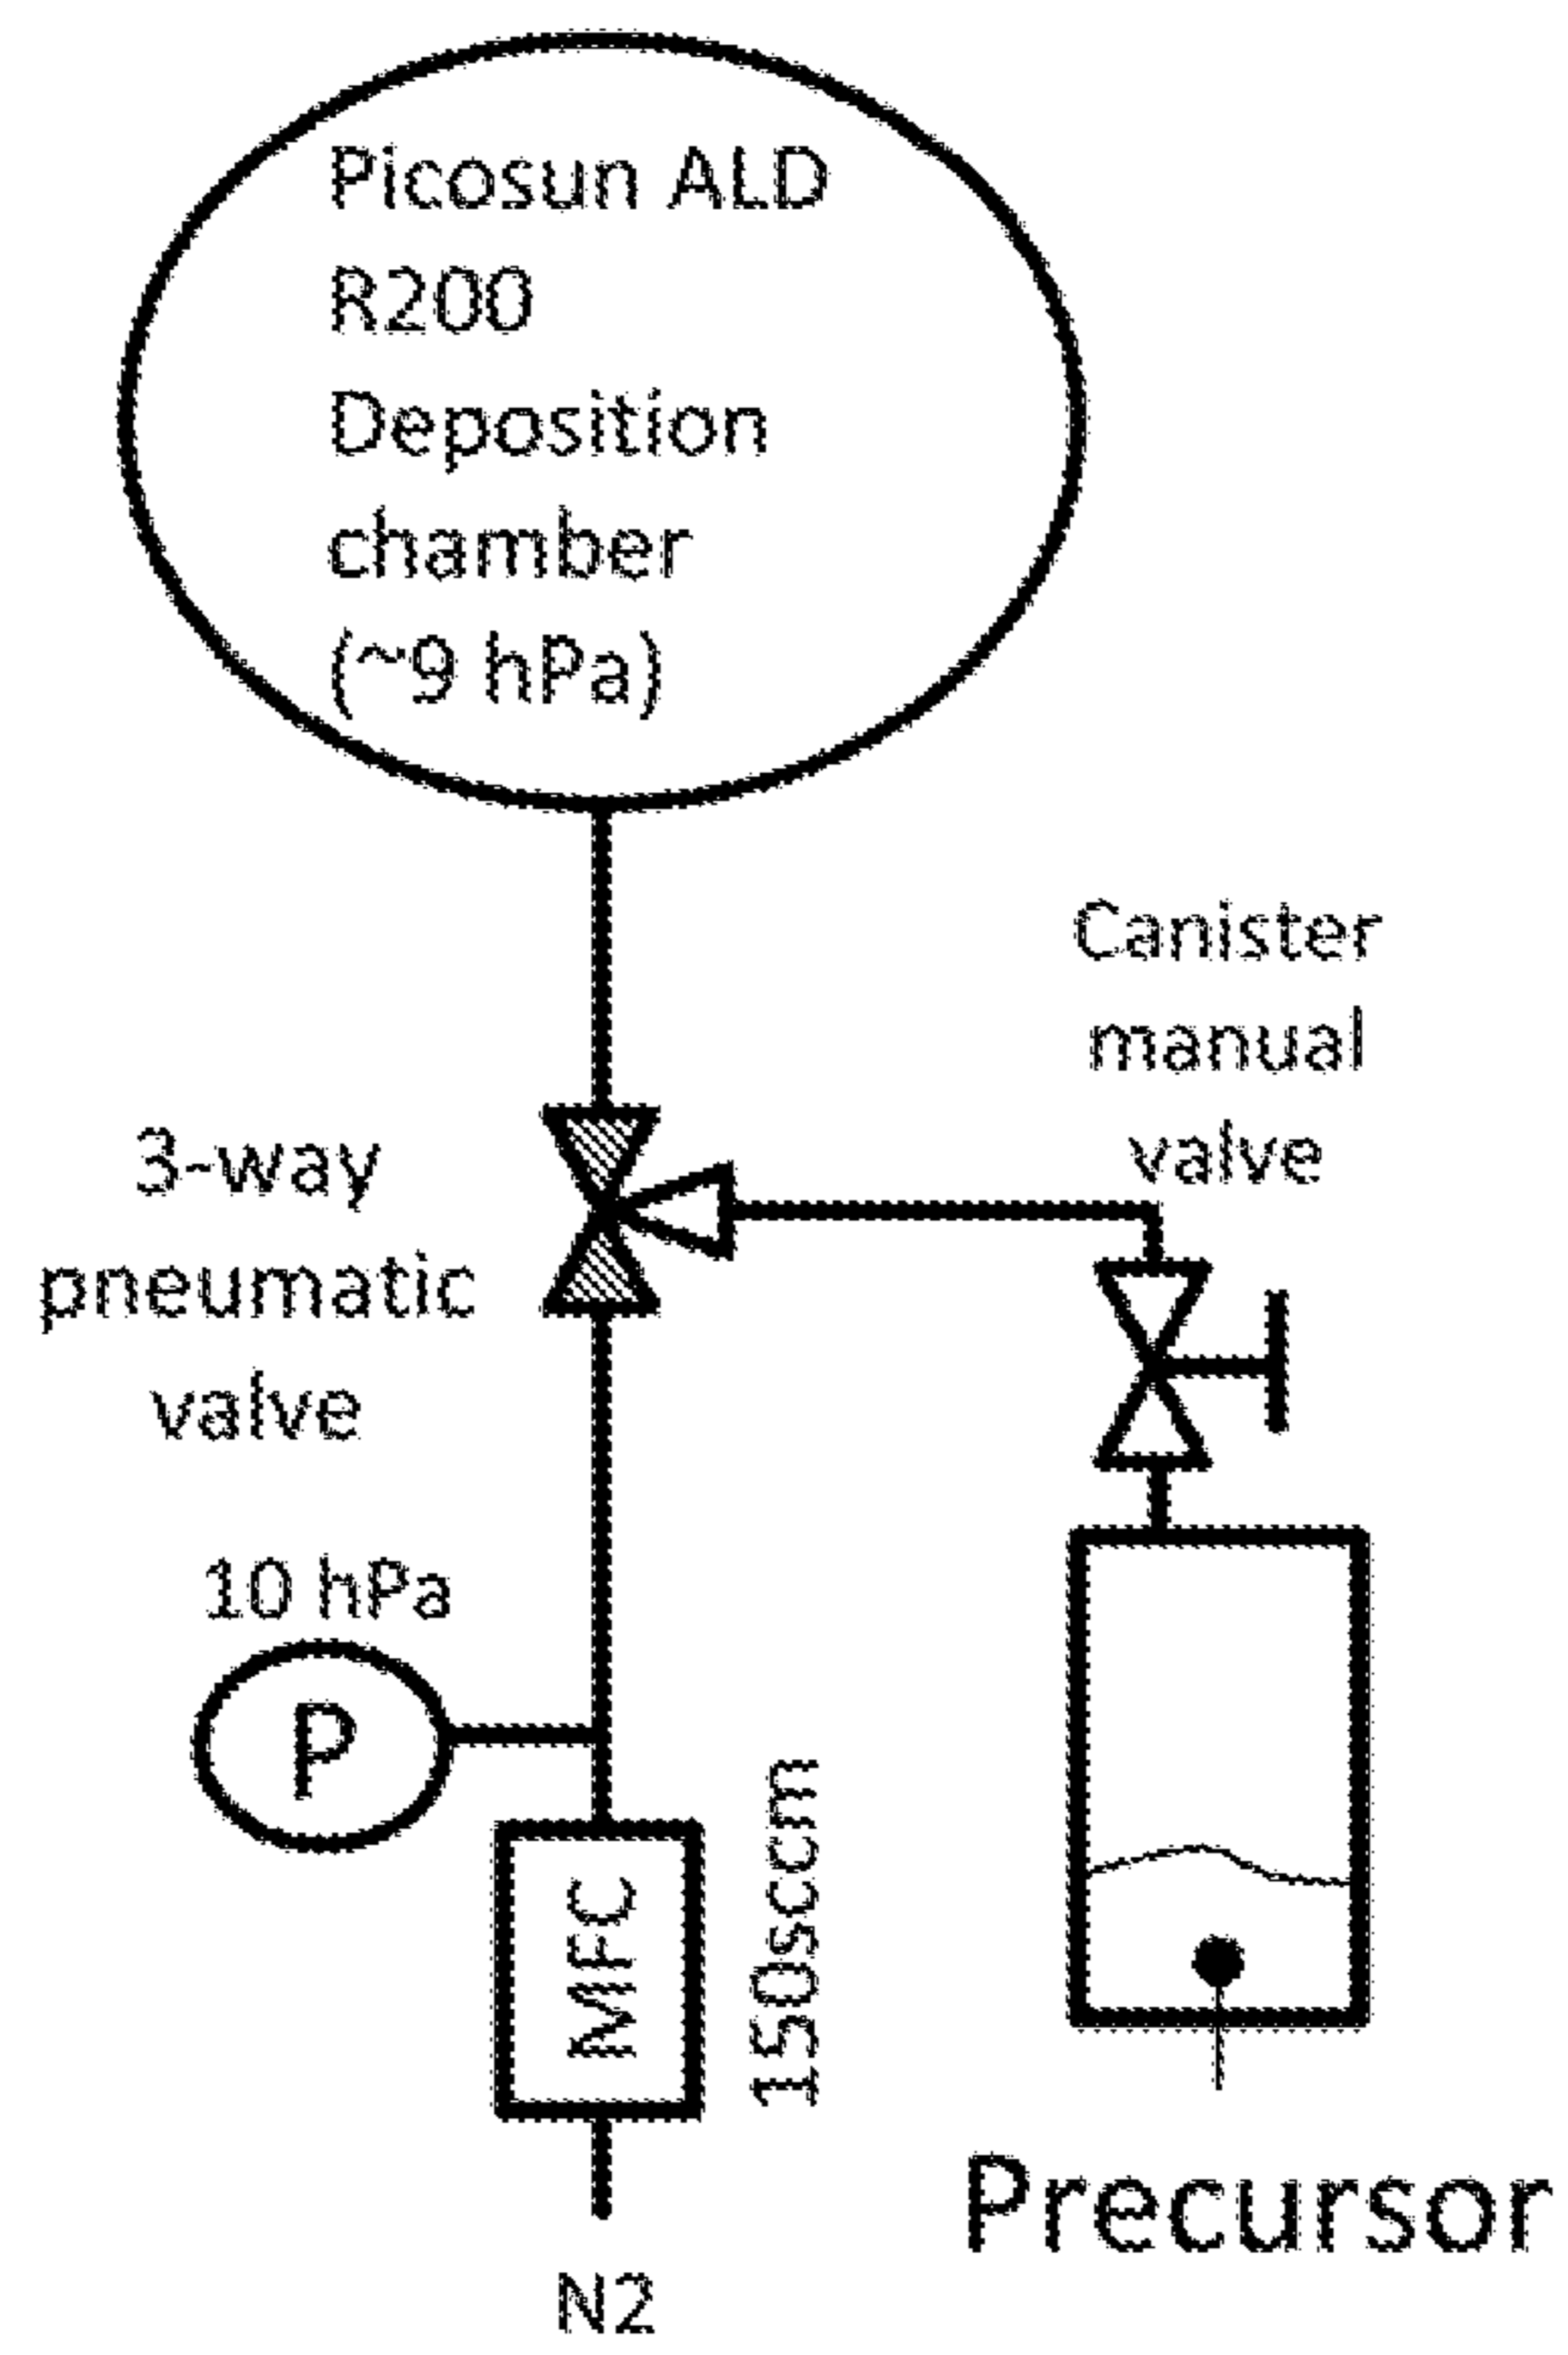 Picosun ALD
R200
Deposition
chamber
(~9 hPa)
Canister
manual
valve
3-way
pneumatic
valve
10 hPa
P
MFC
150sccm
Precursor
N2